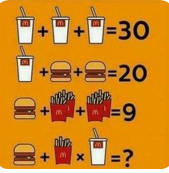 + + =30
+ + =20
+ =9
+ × =?